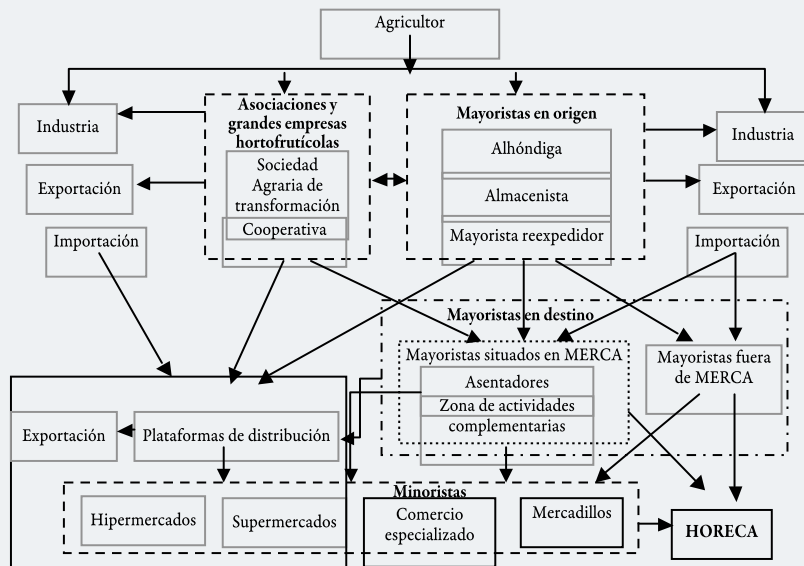 Agricultor
Asociaciones y
grandes empresas
hortofrutícolas
Mayoristas en origen
Industria
Industria
Sociedad
Agraria de
transformación
Alhóndiga
Exportación
Almacenista
Exportación
Cooperativa
Mayorista reexpedidor
Importación
Importación
Mayoristas en destino
Mayoristas situados en MERCA
Mayoristas fuera
de MERCA
Asentadores
Zona de actividades
complementarias
Exportación
Plataformas de distribución
Minoristas
Hipermercados
Supermercados
Comercio
especializado
Mercadillos
HORECA